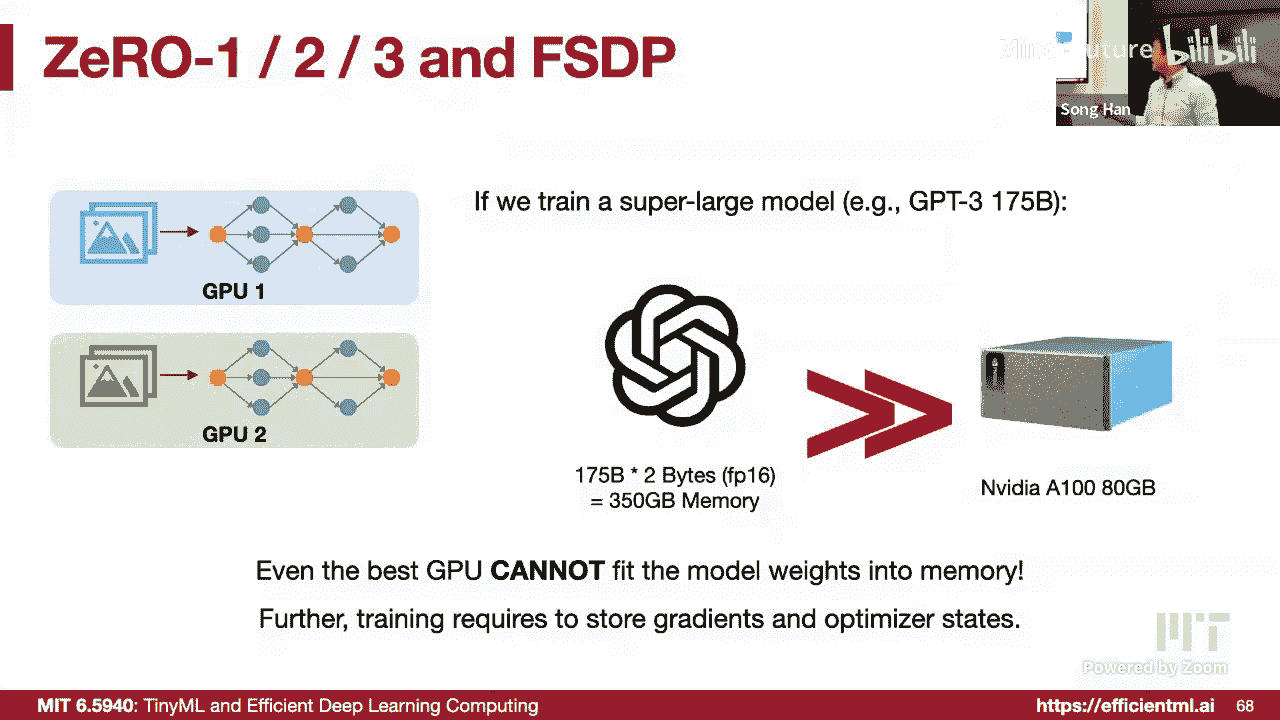 ZeRO-1 / 2 / 3 and FSDP
bilibili
Song Han
If we train a super-large model (e.g., GPT-3 175B):
GPU 1
GPU 2
175B * 2 Bytes (fp16)
= 350GB Memory
Nvidia A100 80GB
Even the best GPU CANNOT fit the model weights into memory!
Further, training requires to store gradients and optimizer states.
MIT
Powered by Zoom
MIT 6.5940: TinyML and Efficient Deep Learning Computing
https://efficientml.ai
68